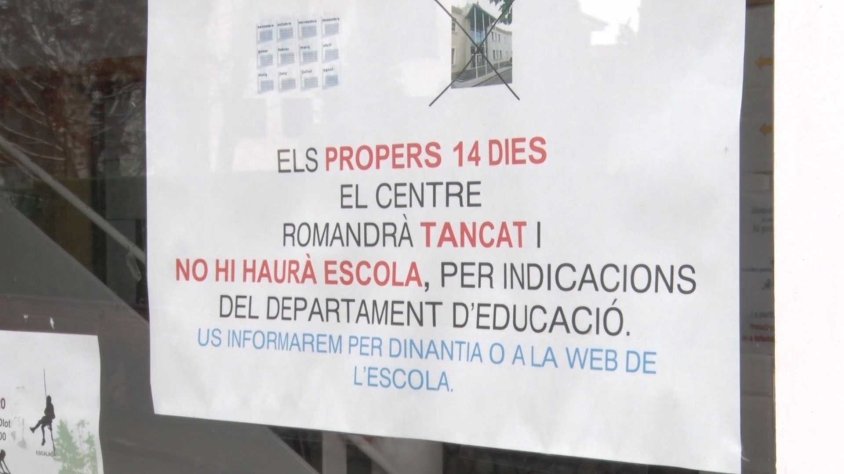 ELS PROPERS 14 DIES
EL CENTRE
ROMANDRÀ TANCAT I
NO HI HAURÀ ESCOLA, PER INDICACIONS
DEL DEPARTAMENT D'EDUCACIÓ.
US INFORMAREM PER DINANTIA O A LA WEB DE
L'ESCOLA.